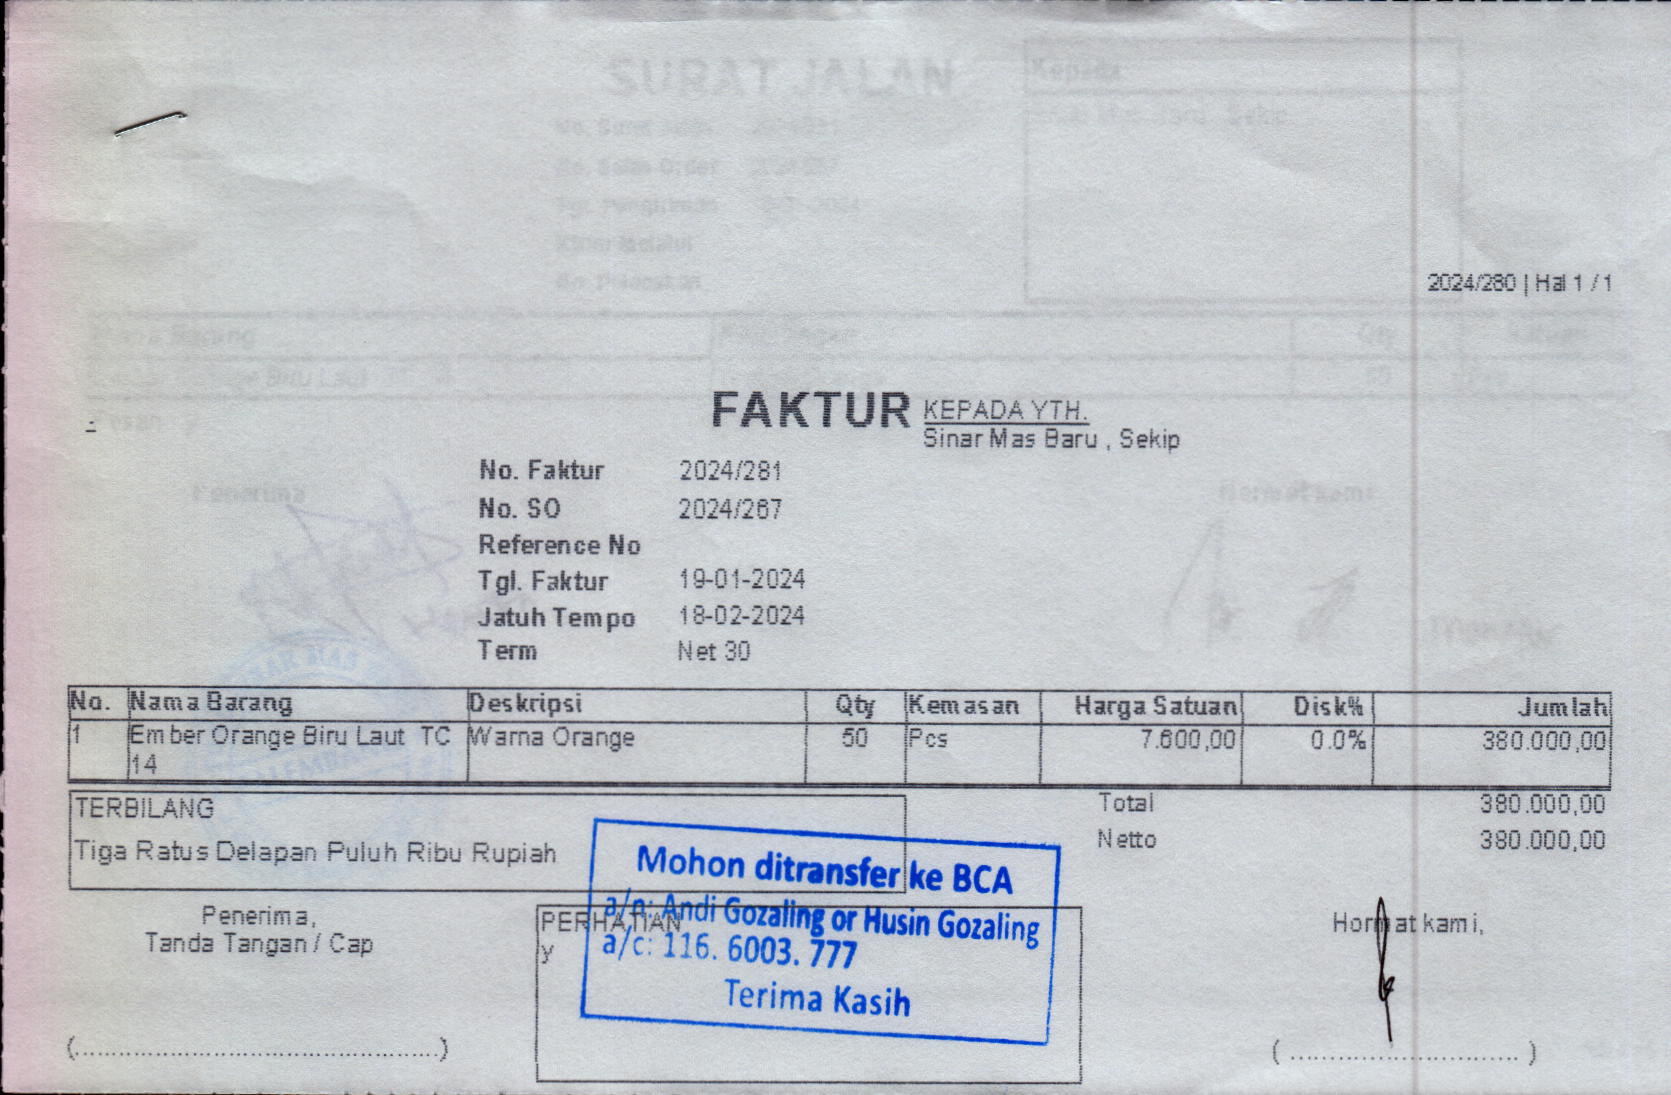 SURAT JALAN
Kepada
2024/280 | Hal 1 / 1
FAKTUR
KEPADA YTH.
Sinar Mas Baru , Sekip
No. Faktur 2024/281
No. SO 2024/267
Reference No
Tgl. Faktur 19-01-2024
Jatuh Tempo 18-02-2024
Term Net 30
No. Nama Barang Deskripsi Qty Kemasan Harga Satuan Disk% Jumlah
1 Ember Orange Biru Laut TC Warna Orange 50 Pcs 7.600,00 0.0% 380.000,00
14
TERBILANG
Tiga Ratus Delapan Puluh Ribu Rupiah
Total 380.000,00
Netto 380.000,00
Mohon ditransfer ke BCA
a/n: Andi Gozaling or Husin Gozaling
a/c: 116. 6003. 777
Terima Kasih
Penerima,
Tanda Tangan / Cap
PERHATIAN
y
Hormat kami,
(................................................)
( .............................. )